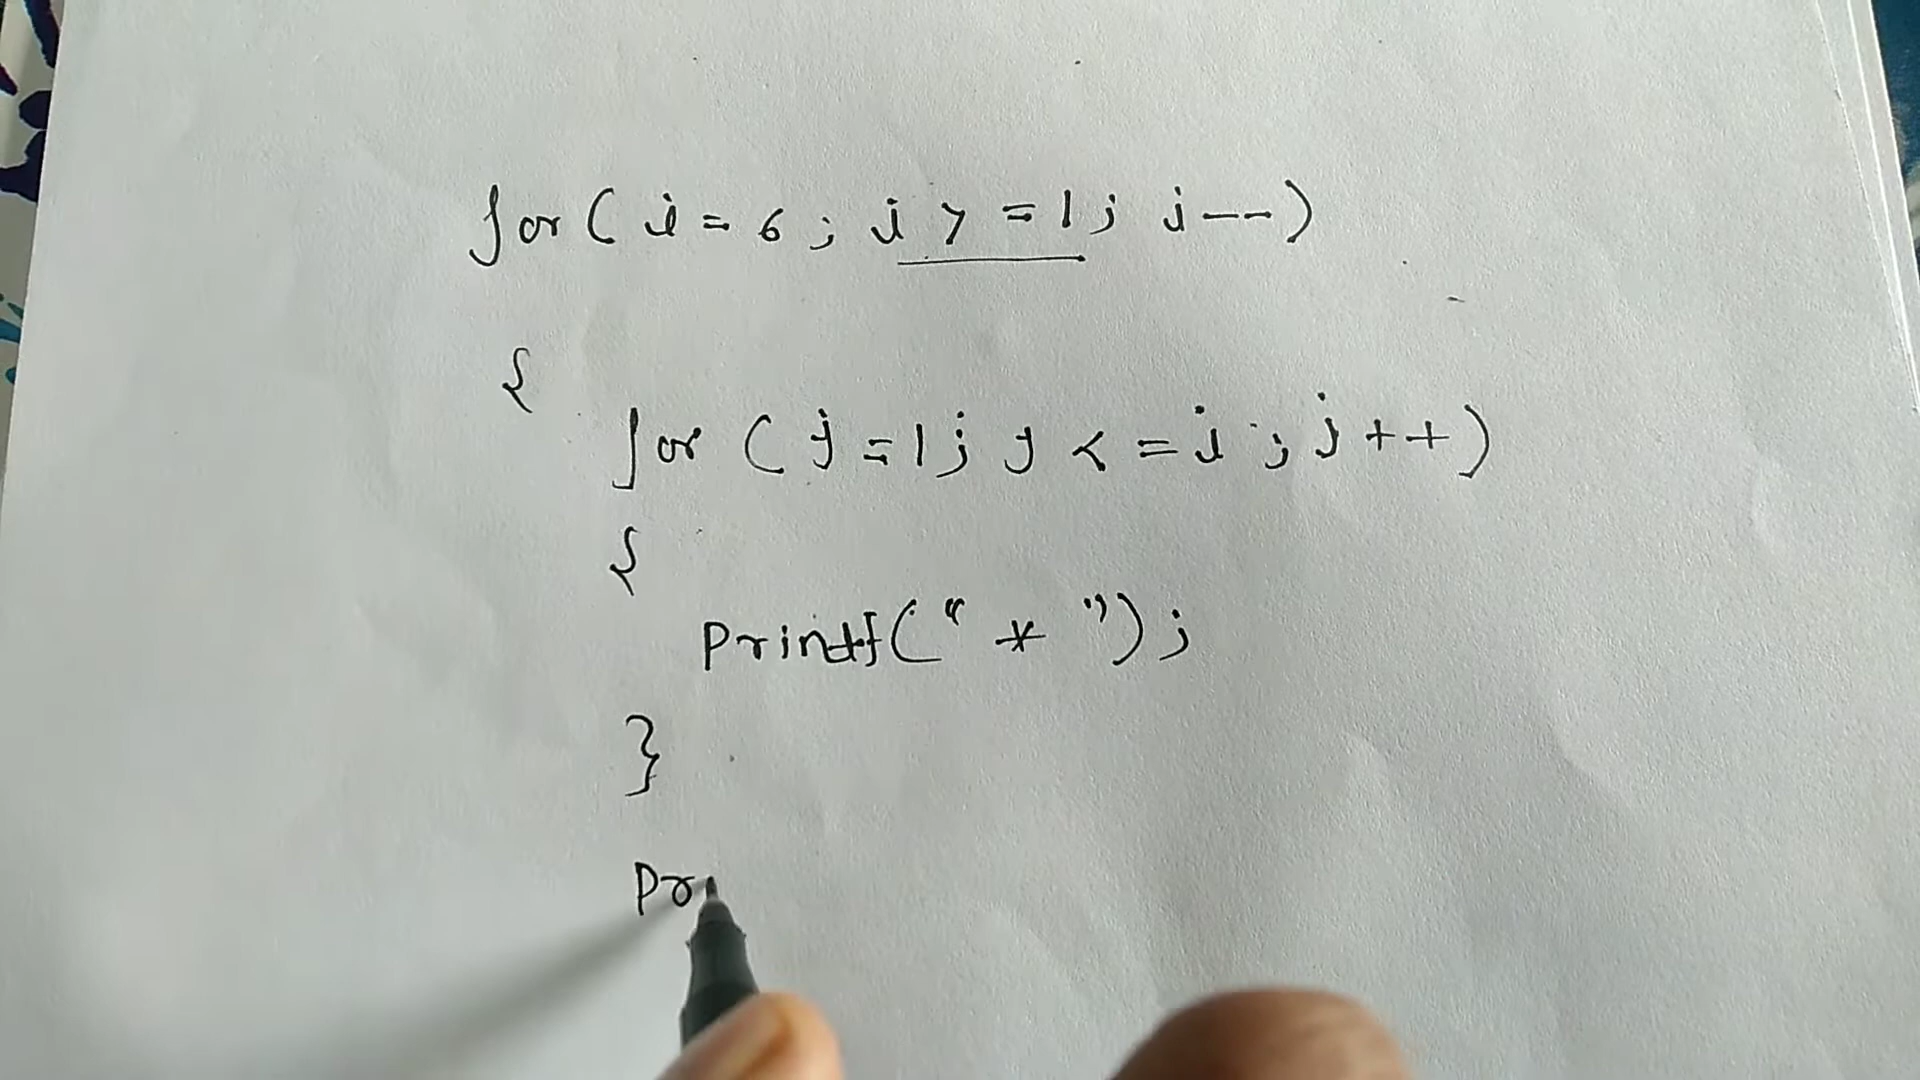 for( i = 6 ; i > = 1 ; i -- )
{
for ( j = 1 ; j < = i ; j ++ )
{
Printf( “ * ” ) ;
}
Pr